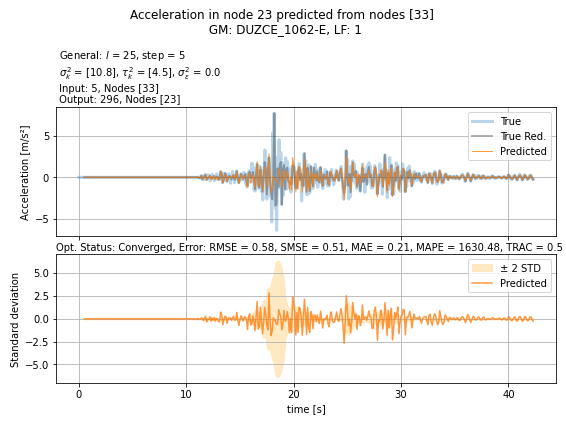 Acceleration in node 23 predicted from nodes [33]
GM: DUZCE_1062-E, LF: 1
General: l = 25, step = 5
σ²ₖ = [10.8], τ²ₖ = [4.5], σ²ε = 0.0
Input: 5, Nodes [33]
Output: 296, Nodes [23]
Acceleration [m/s²]
5
0
−5
True
True Red.
Predicted
Opt. Status: Converged, Error: RMSE = 0.58, SMSE = 0.51, MAE = 0.21, MAPE = 1630.48, TRAC = 0.5
Standard deviation
5.0
2.5
0.0
−2.5
−5.0
± 2 STD
Predicted
0 10 20 30 40
time [s]